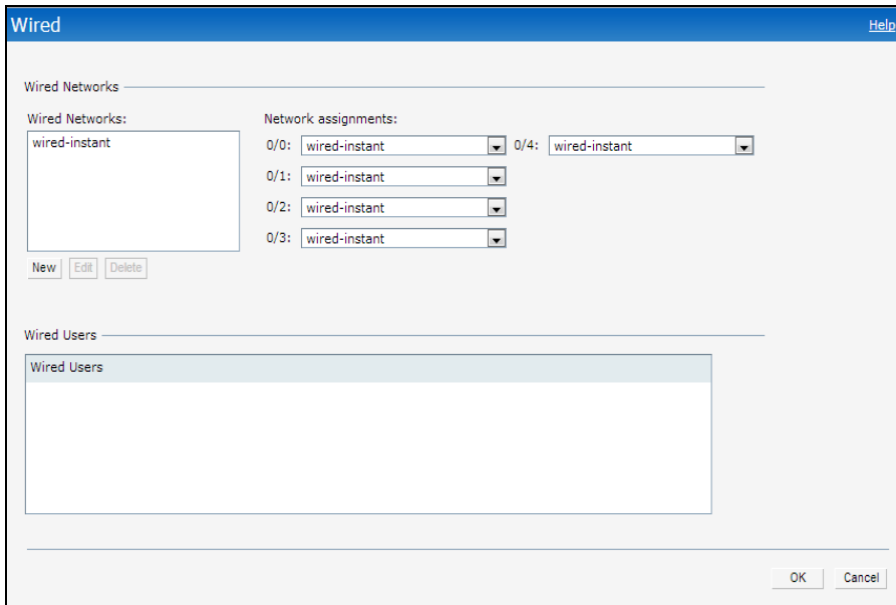 Wired
Help
Wired Networks
Wired Networks:
wired-instant
New Edit Delete
Network assignments:
0/0: wired-instant 0/4: wired-instant
0/1: wired-instant
0/2: wired-instant
0/3: wired-instant
Wired Users
Wired Users
OK Cancel